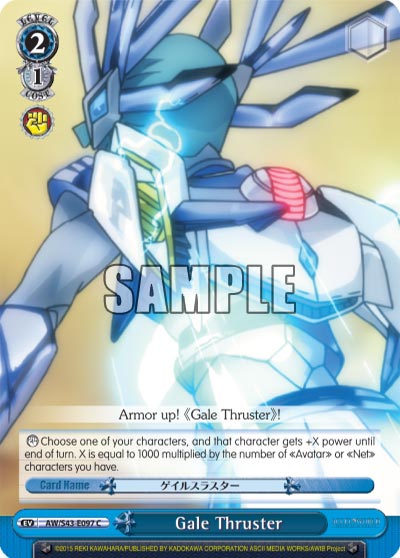 LEVEL
2
1
COST
SAMPLE
Armor up! 《Gale Thruster》!
Choose one of your characters, and that character gets +X power until
end of turn. X is equal to 1000 multiplied by the number of «Avatar» or «Net»
characters you have.
Card Name ゲイルスラスター
EV AW/S43-E097 C Gale Thruster
©2015 REKI KAWAHARA/PUBLISHED BY KADOKAWA CORPORATION ASCII MEDIA WORKS/AWIB Project